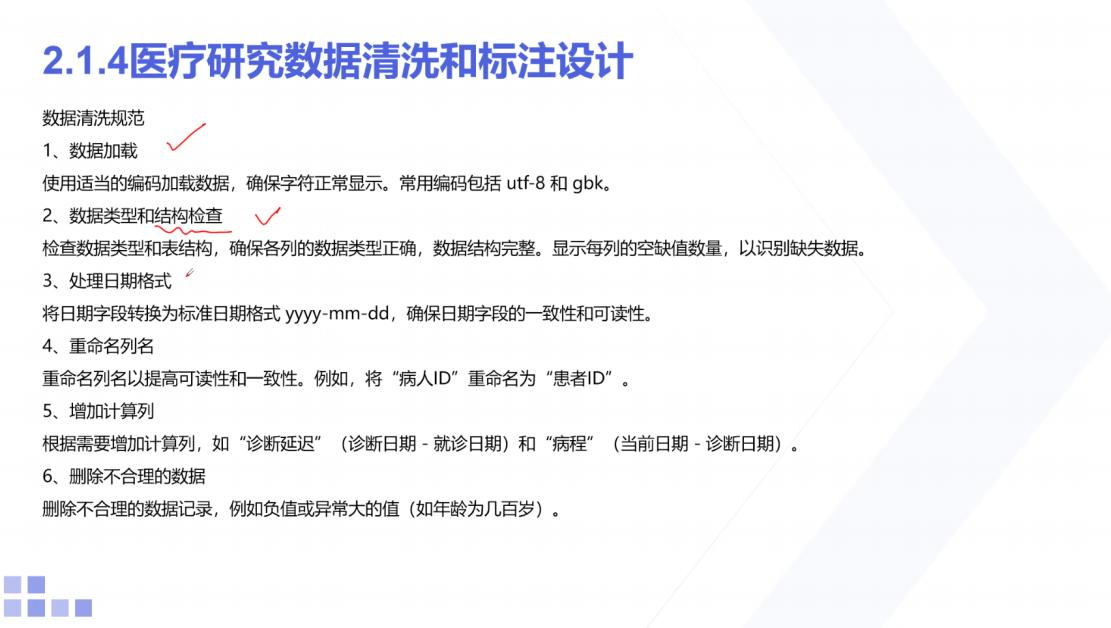 2.1.4医疗研究数据清洗和标注设计
数据清洗规范
1、数据加载
使用适当的编码加载数据，确保字符正常显示。常用编码包括 utf-8 和 gbk。
2、数据类型和结构检查
检查数据类型和表结构，确保各列的数据类型正确，数据结构完整。显示每列的空缺值数量，以识别缺失数据。
3、处理日期格式
将日期字段转换为标准日期格式 yyyy-mm-dd，确保日期字段的一致性和可读性。
4、重命名列名
重命名列名以提高可读性和一致性。例如，将“病人ID”重命名为“患者ID”。
5、增加计算列
根据需要增加计算列，如“诊断延迟”（诊断日期 - 就诊日期）和“病程”（当前日期 - 诊断日期）。
6、删除不合理的数据
删除不合理的数据记录，例如负值或异常大的值（如年龄为几百岁）。